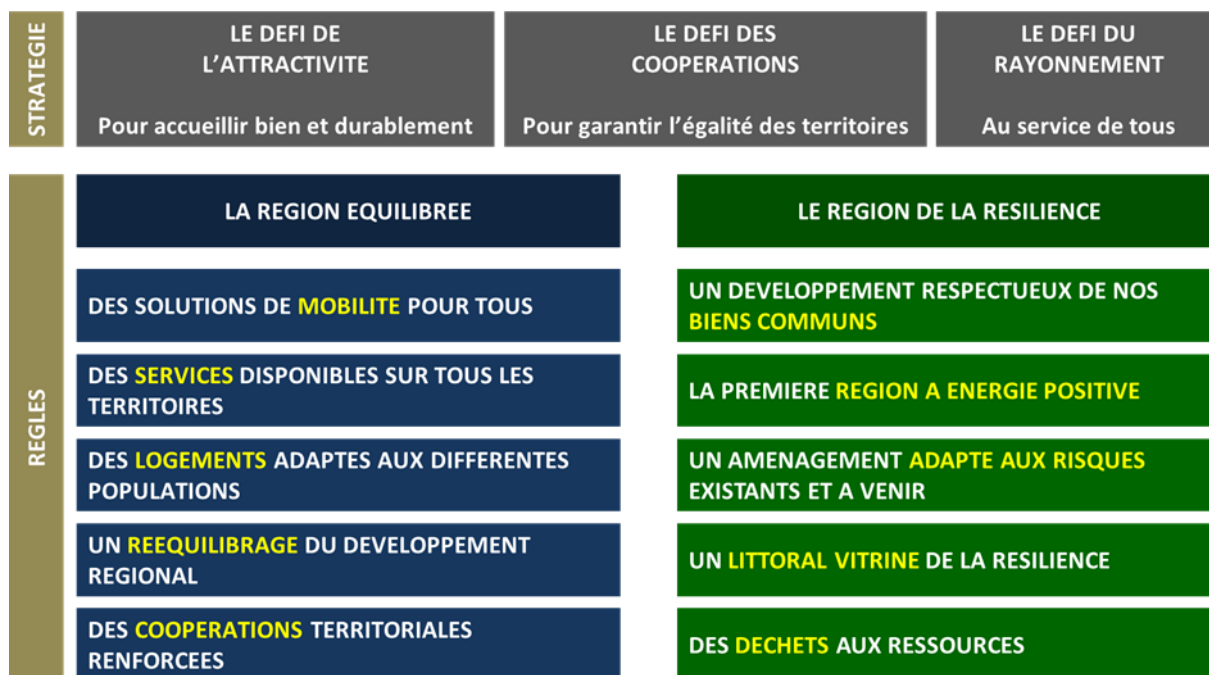 STRATEGIE
LE DEFI DE
L'ATTRACTIVITE
Pour accueillir bien et durablement
LE DEFI DES
COOPERATIONS
Pour garantir l'égalité des territoires
LE DEFI DU
RAYONNEMENT
Au service de tous
REGLES
LA REGION EQUILIBREE
DES SOLUTIONS DE MOBILITE POUR TOUS
DES SERVICES DISPONIBLES SUR TOUS LES
TERRITOIRES
DES LOGEMENTS ADAPTES AUX DIFFERENTES
POPULATIONS
UN REEQUILIBRAGE DU DEVELOPPEMENT
REGIONAL
DES COOPERATIONS TERRITORIALES
RENFORCEES
LE REGION DE LA RESILIENCE
UN DEVELOPPEMENT RESPECTUEUX DE NOS
BIENS COMMUNS
LA PREMIERE REGION A ENERGIE POSITIVE
UN AMENAGEMENT ADAPTE AUX RISQUES
EXISTANTS ET A VENIR
UN LITTORAL VITRINE DE LA RESILIENCE
DES DECHETS AUX RESSOURCES